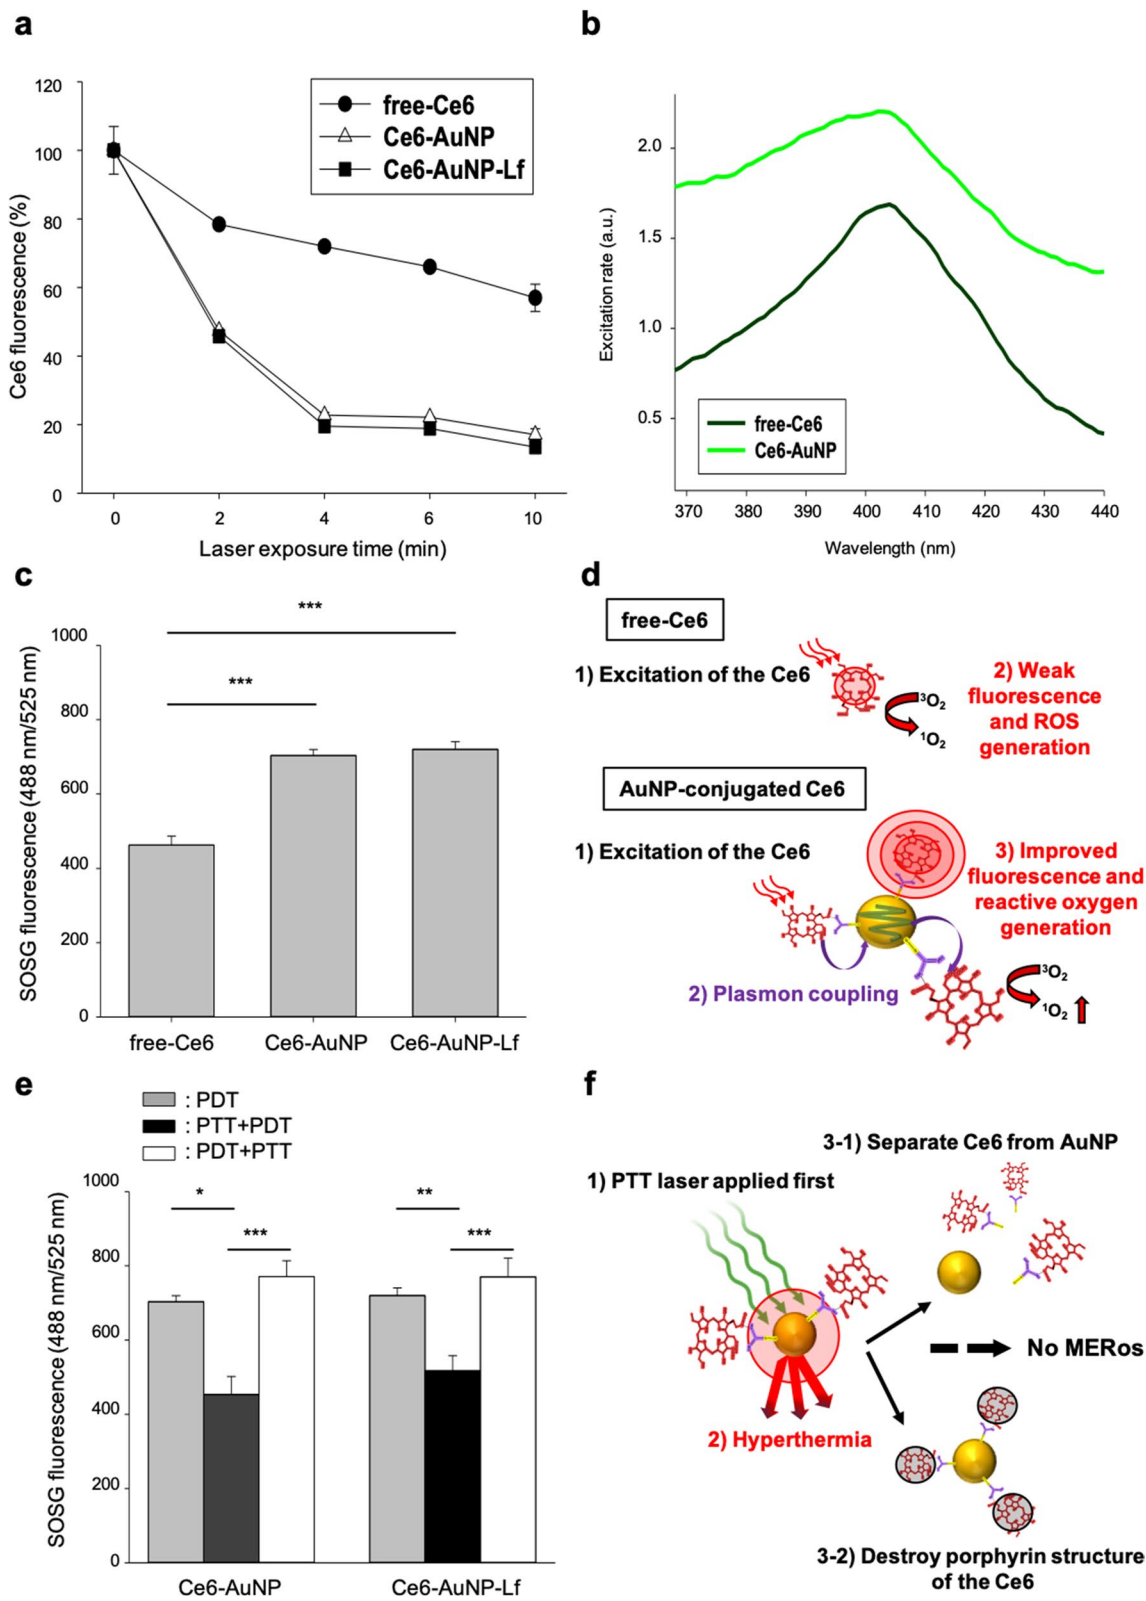 a
120
100
80
60
40
20
0
Ce6 fluorescence (%)
free-Ce6
Ce6-AuNP
Ce6-AuNP-Lf
0 2 4 6 10
Laser exposure time (min)
b
2.0
1.5
1.0
0.5
Excitation rate (a.u.)
free-Ce6
Ce6-AuNP
370 380 390 400 410 420 430 440
Wavelength (nm)
c
1000
800
600
400
200
0
SOSG fluorescence (488 nm/525 nm)
***
***
free-Ce6 Ce6-AuNP Ce6-AuNP-Lf
d
free-Ce6
1) Excitation of the Ce6
³O₂
¹O₂
2) Weak
fluorescence
and ROS
generation
AuNP-conjugated Ce6
1) Excitation of the Ce6
2) Plasmon coupling
3) Improved
fluorescence and
reactive oxygen
generation
³O₂
¹O₂
e
: PDT
: PTT+PDT
: PDT+PTT
1000
800
600
400
200
0
SOSG fluorescence (488 nm/525 nm)
* **
*** ***
Ce6-AuNP Ce6-AuNP-Lf
f
1) PTT laser applied first
2) Hyperthermia
3-1) Separate Ce6 from AuNP
No MERos
3-2) Destroy porphyrin structure
of the Ce6